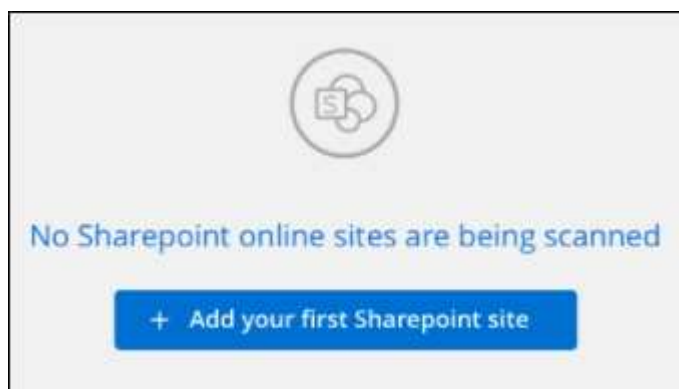 S
No Sharepoint online sites are being scanned
+ Add your first Sharepoint site